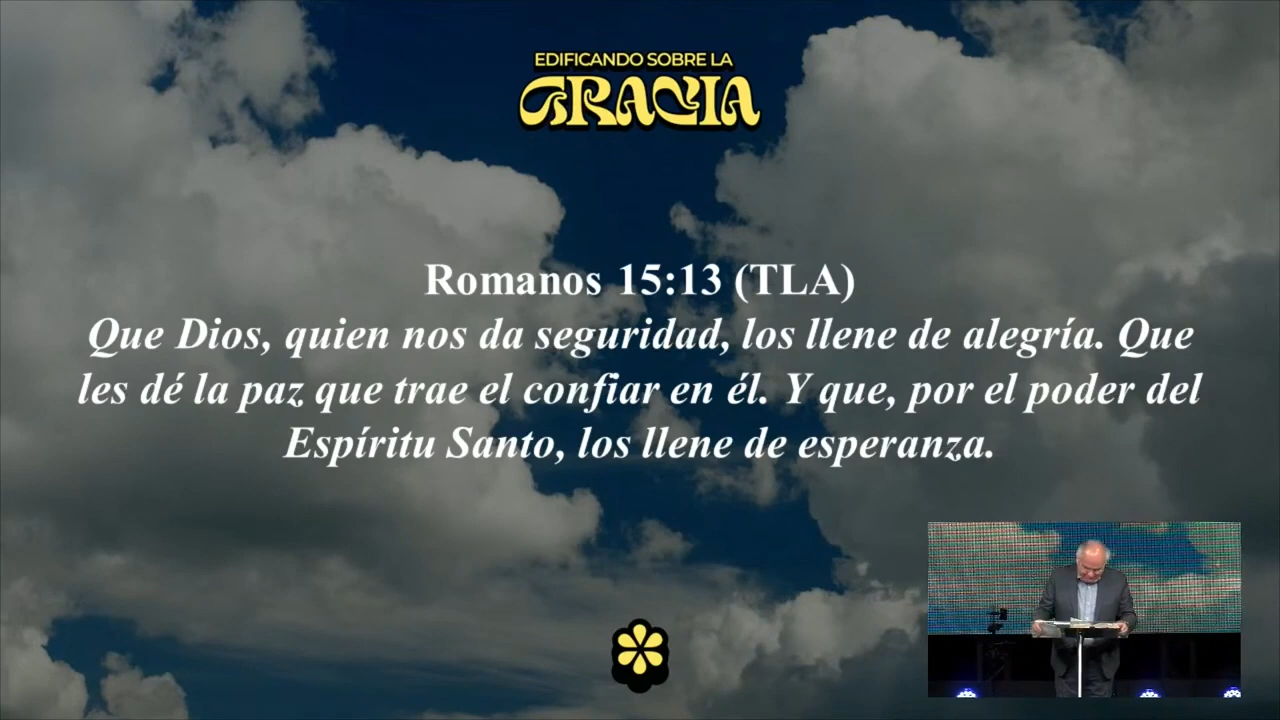 EDIFICANDO SOBRE LA
GRACIA
Romanos 15:13 (TLA)
Que Dios, quien nos da seguridad, los llene de alegría. Que
les dé la paz que trae el confiar en él. Y que, por el poder del
Espíritu Santo, los llene de esperanza.